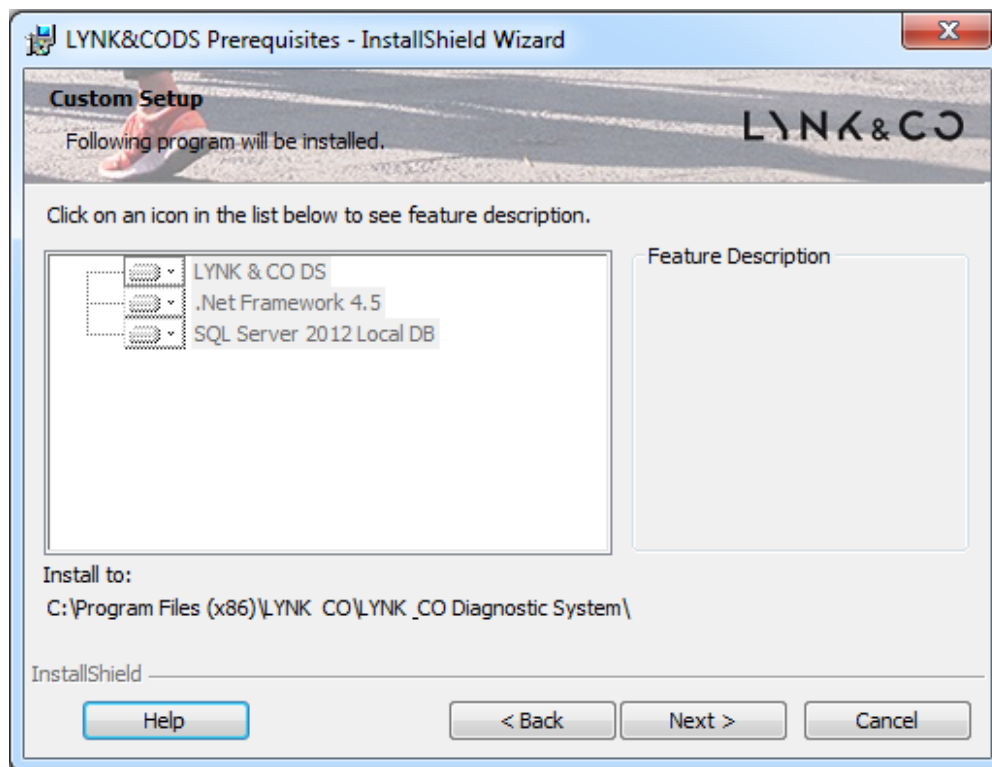 LYNK&CODS Prerequisites - InstallShield Wizard
Custom Setup
Following program will be installed.
LYNK&CO
Click on an icon in the list below to see feature description.
LYNK & CO DS
.Net Framework 4.5
SQL Server 2012 Local DB
Feature Description
Install to:
C:\Program Files (x86)\LYNK  CO\LYNK _CO Diagnostic System\
InstallShield
Help
< Back
Next >
Cancel